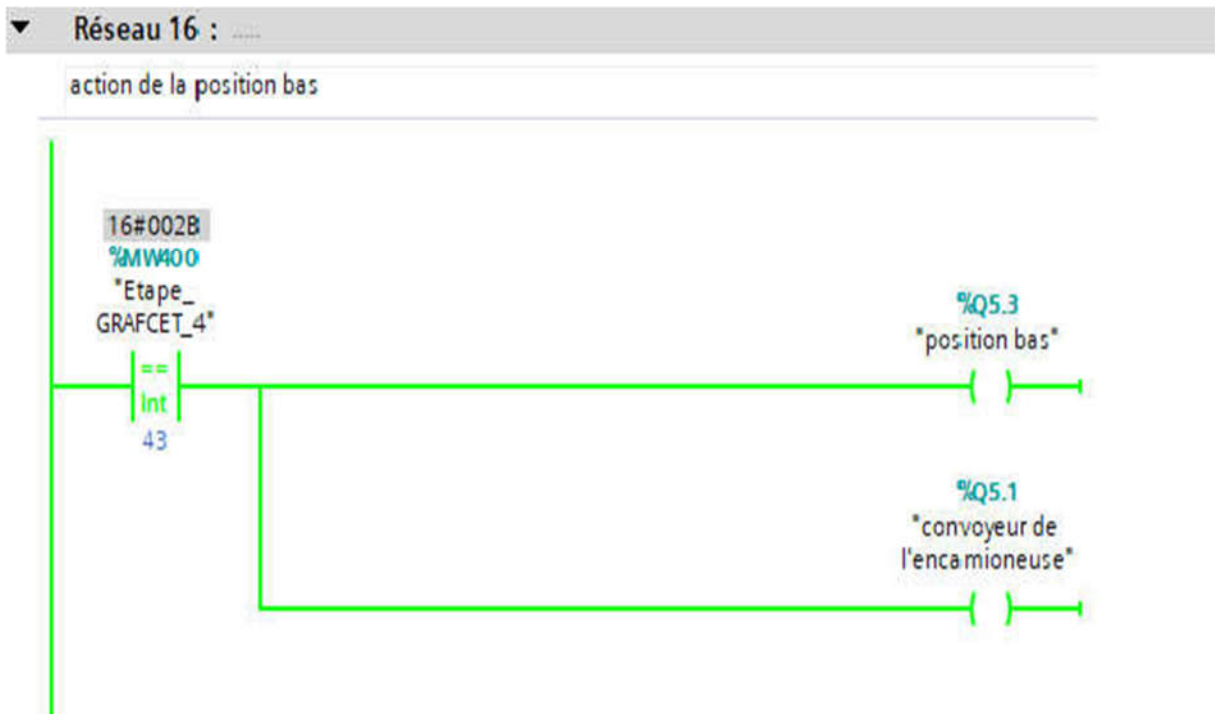 Réseau 16 : .....
action de la position bas
16#002B
%MW400
"Etape_
GRAFCET_4"
==
Int
43
%Q5.3
"position bas"
%Q5.1
"convoyeur de
l'encamioneuse"